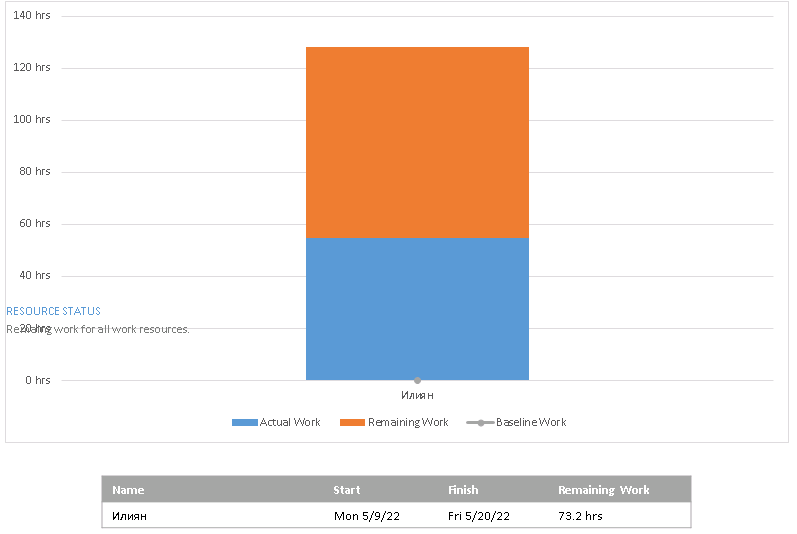 140 hrs
120 hrs
100 hrs
80 hrs
60 hrs
40 hrs
RESOURCE STATUS
20 hrs
Remaing work for all work resources.
0 hrs
Илиян
Actual Work Remaining Work Baseline Work
Name Start Finish Remaining Work
Илиян Mon 5/9/22 Fri 5/20/22 73.2 hrs